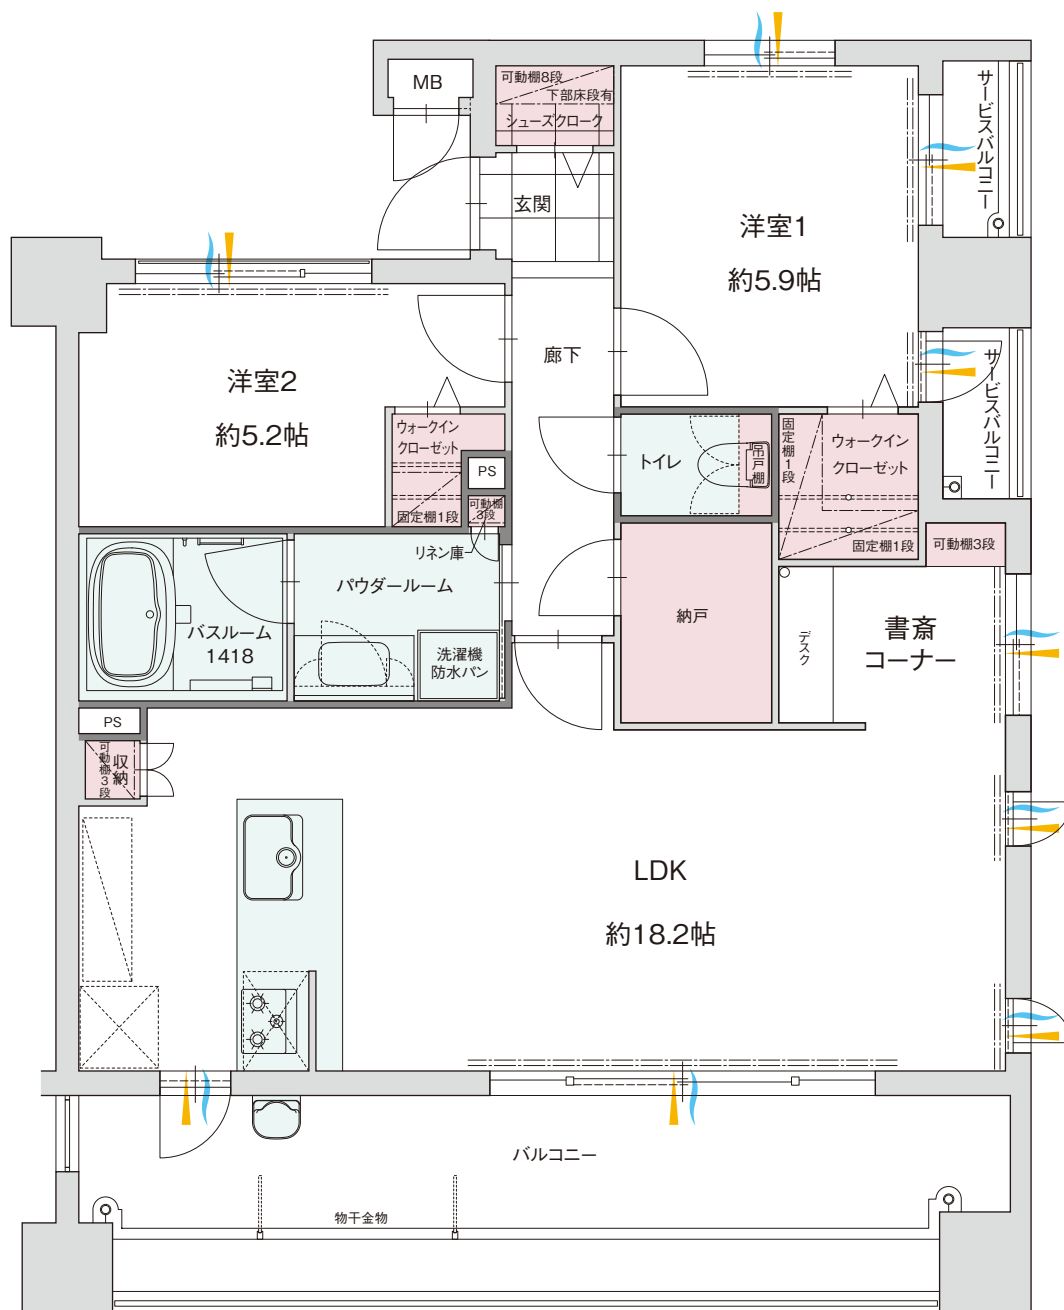 MB
可動棚8段
下部床段有
シューズクローク
サービスバルコニー
玄関
洋室1
約5.9帖
廊下
洋室2
約5.2帖
サービスバルコニー
ウォークイン
クローゼット
固定棚1段
PS
可動棚
3段
リネン庫
トイレ
吊戸棚
固定棚1段
ウォークイン
クローゼット
固定棚1段
可動棚3段
パウダールーム
バスルーム
1418
洗濯機
防水パン
納戸
デスク
書斎
コーナー
PS
可動棚3段
収納
LDK
約18.2帖
バルコニー
物干金物